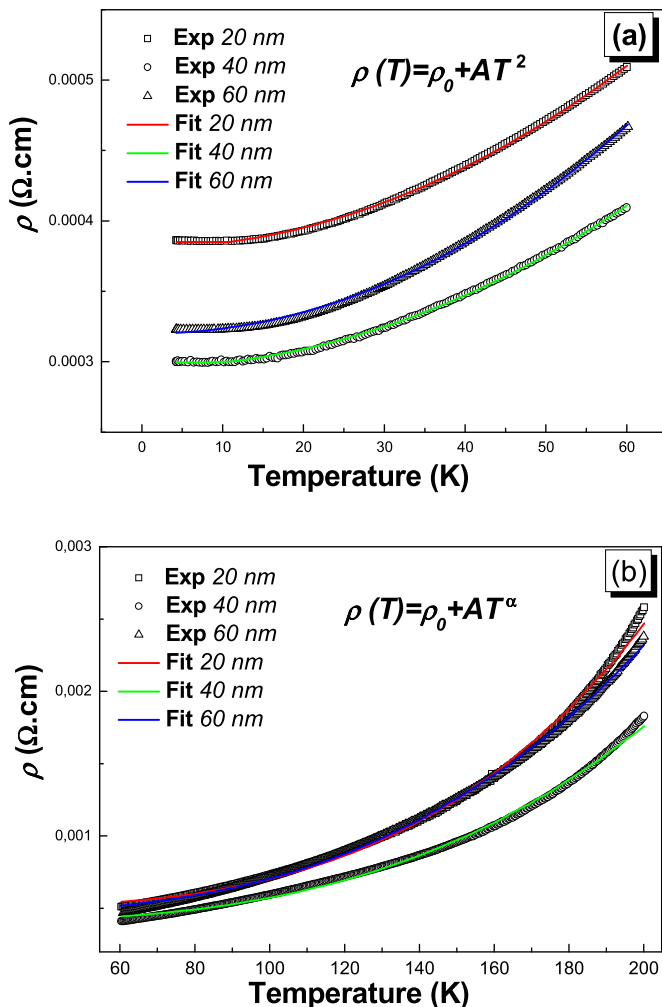 (a)
Exp 20 nm
Exp 40 nm
Exp 60 nm
Fit 20 nm
Fit 40 nm
Fit 60 nm
ρ (T)=ρ₀+AT²
0.0005
0.0004
0.0003
ρ (Ω.cm)
0 10 20 30 40 50 60
Temperature (K)
(b)
Exp 20 nm
Exp 40 nm
Exp 60 nm
Fit 20 nm
Fit 40 nm
Fit 60 nm
ρ (T)=ρ₀+ATᵅ
0,003
0,002
0,001
ρ (Ω.cm)
60 80 100 120 140 160 180 200
Temperature (K)